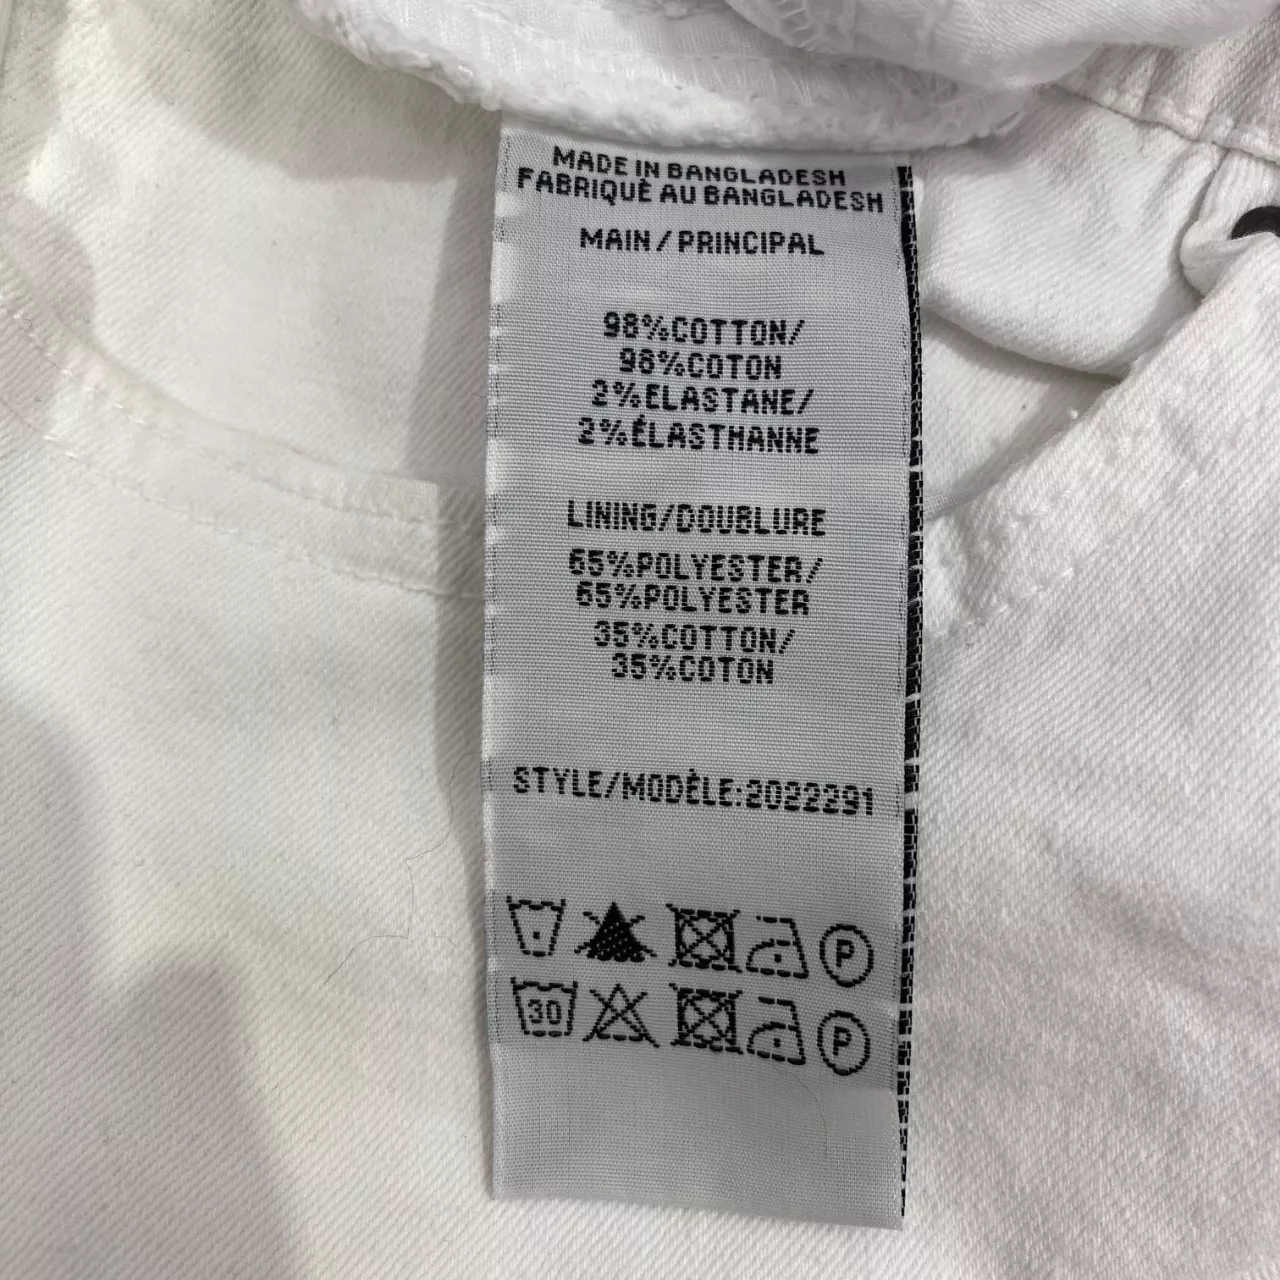 MADE IN BANGLADESH
FABRIQUÈ AU BANGLADESH
MAIN / PRINCIPAL
98%COTTON/
98%COTON
2%ELASTANE/
2%ÉLASTHANNE
LINING/DOUBLURE
65%POLYESTER/
65%POLYESTER
35%COTTON/
35%COTON
STYLE/MODÈLE:2022291
P
30 P